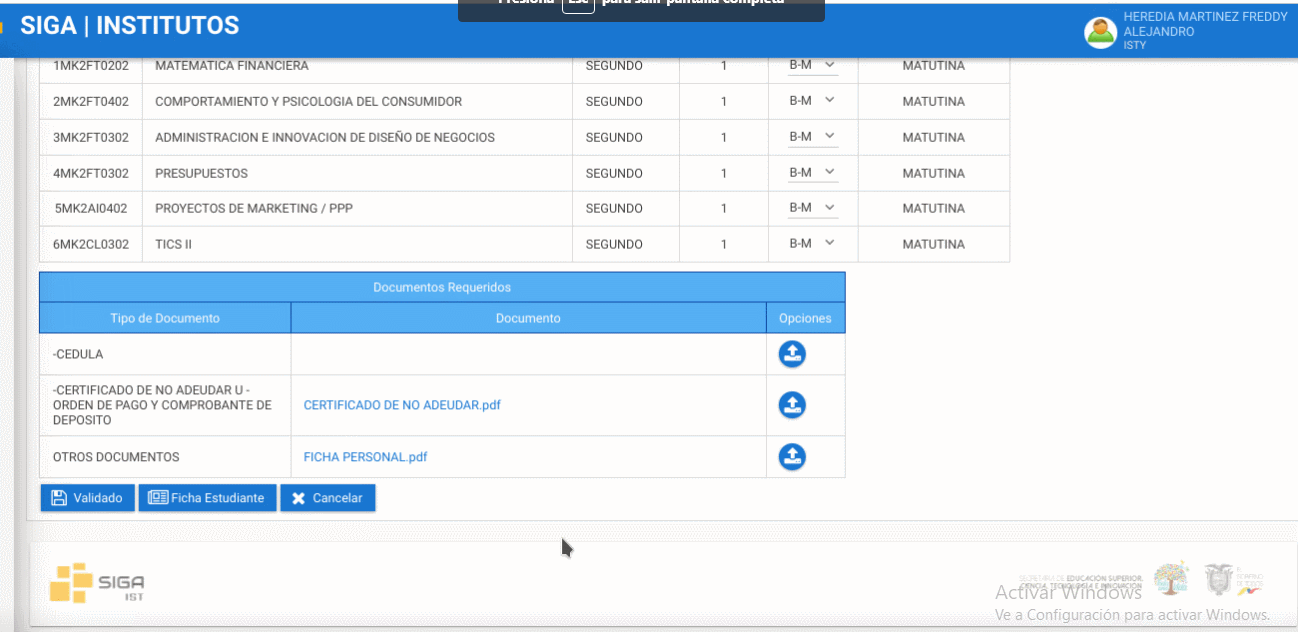 Presiona Esc para salir pantalla completa
SIGA | INSTITUTOS
HEREDIA MARTINEZ FREDDY
ALEJANDRO
ISTY
1MK2FT0202 MATEMATICA FINANCIERA SEGUNDO 1 B-M MATUTINA
2MK2FT0402 COMPORTAMIENTO Y PSICOLOGIA DEL CONSUMIDOR SEGUNDO 1 B-M MATUTINA
3MK2FT0302 ADMINISTRACION E INNOVACION DE DISEÑO DE NEGOCIOS SEGUNDO 1 B-M MATUTINA
4MK2FT0302 PRESUPUESTOS SEGUNDO 1 B-M MATUTINA
5MK2AI0402 PROYECTOS DE MARKETING / PPP SEGUNDO 1 B-M MATUTINA
6MK2CL0302 TICS II SEGUNDO 1 B-M MATUTINA
Documentos Requeridos
Tipo de Documento Documento Opciones
-CEDULA
-CERTIFICADO DE NO ADEUDAR U -
ORDEN DE PAGO Y COMPROBANTE DE
DEPOSITO
CERTIFICADO DE NO ADEUDAR.pdf
OTROS DOCUMENTOS FICHA PERSONAL.pdf
Validado Ficha Estudiante Cancelar
SIGA
IST
EDUCACIÓN SUPERIOR,
CIENCIA, TECNOLOGÍA E INNOVACIÓN
Activar Windows
Ve a Configuración para activar Windows.